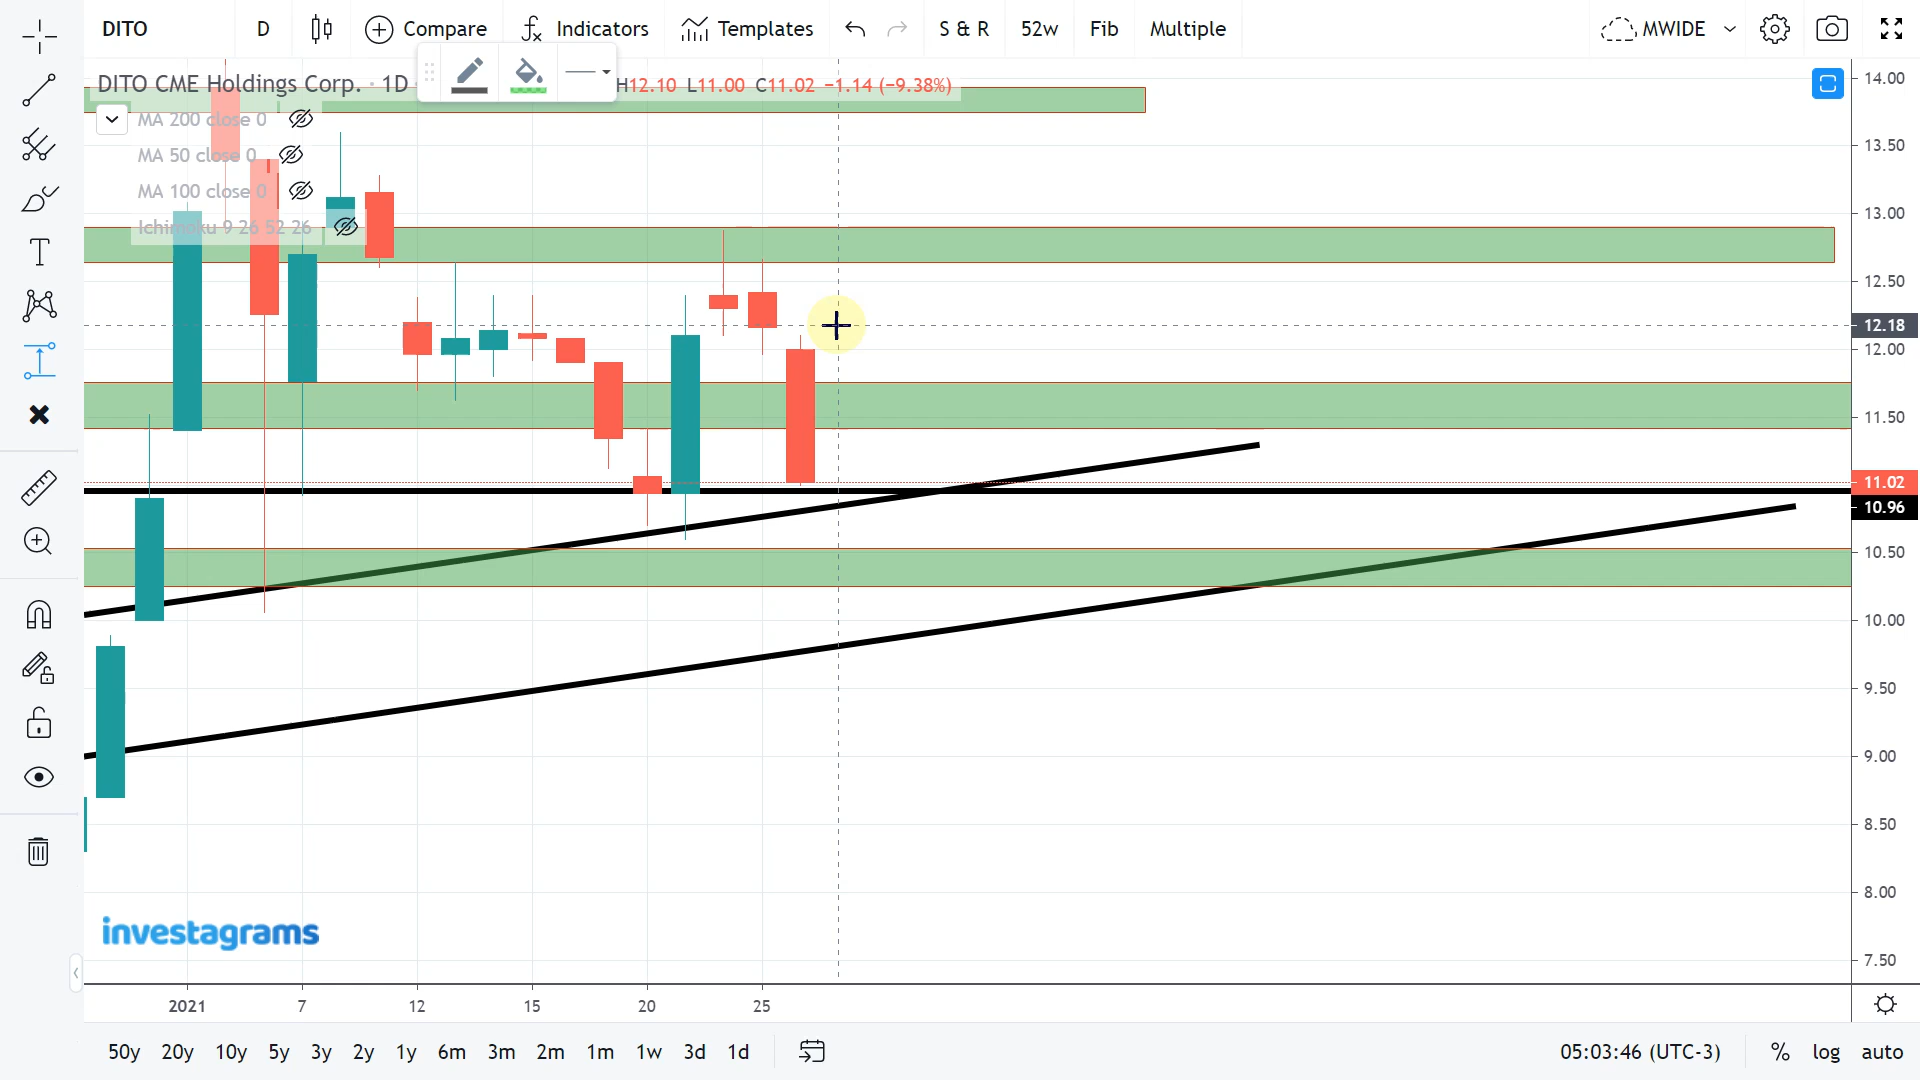 DITO D Compare Indicators Templates S & R 52w Fib Multiple MWIDE
DITO CME Holdings Corp. · 1D H12.10 L11.00 C11.02 −1.14 (−9.38%)
MA 200 close 0
MA 50 close 0
MA 100 close 0
Ichimoku 9 26 52 26
14.00
13.50
13.00
12.50
12.18
12.00
11.50
11.02
10.96
10.50
10.00
9.50
9.00
8.50
8.00
7.50
investagrams
2021 7 12 15 20 25
50y 20y 10y 5y 3y 2y 1y 6m 3m 2m 1m 1w 3d 1d 05:03:46 (UTC-3) % log auto